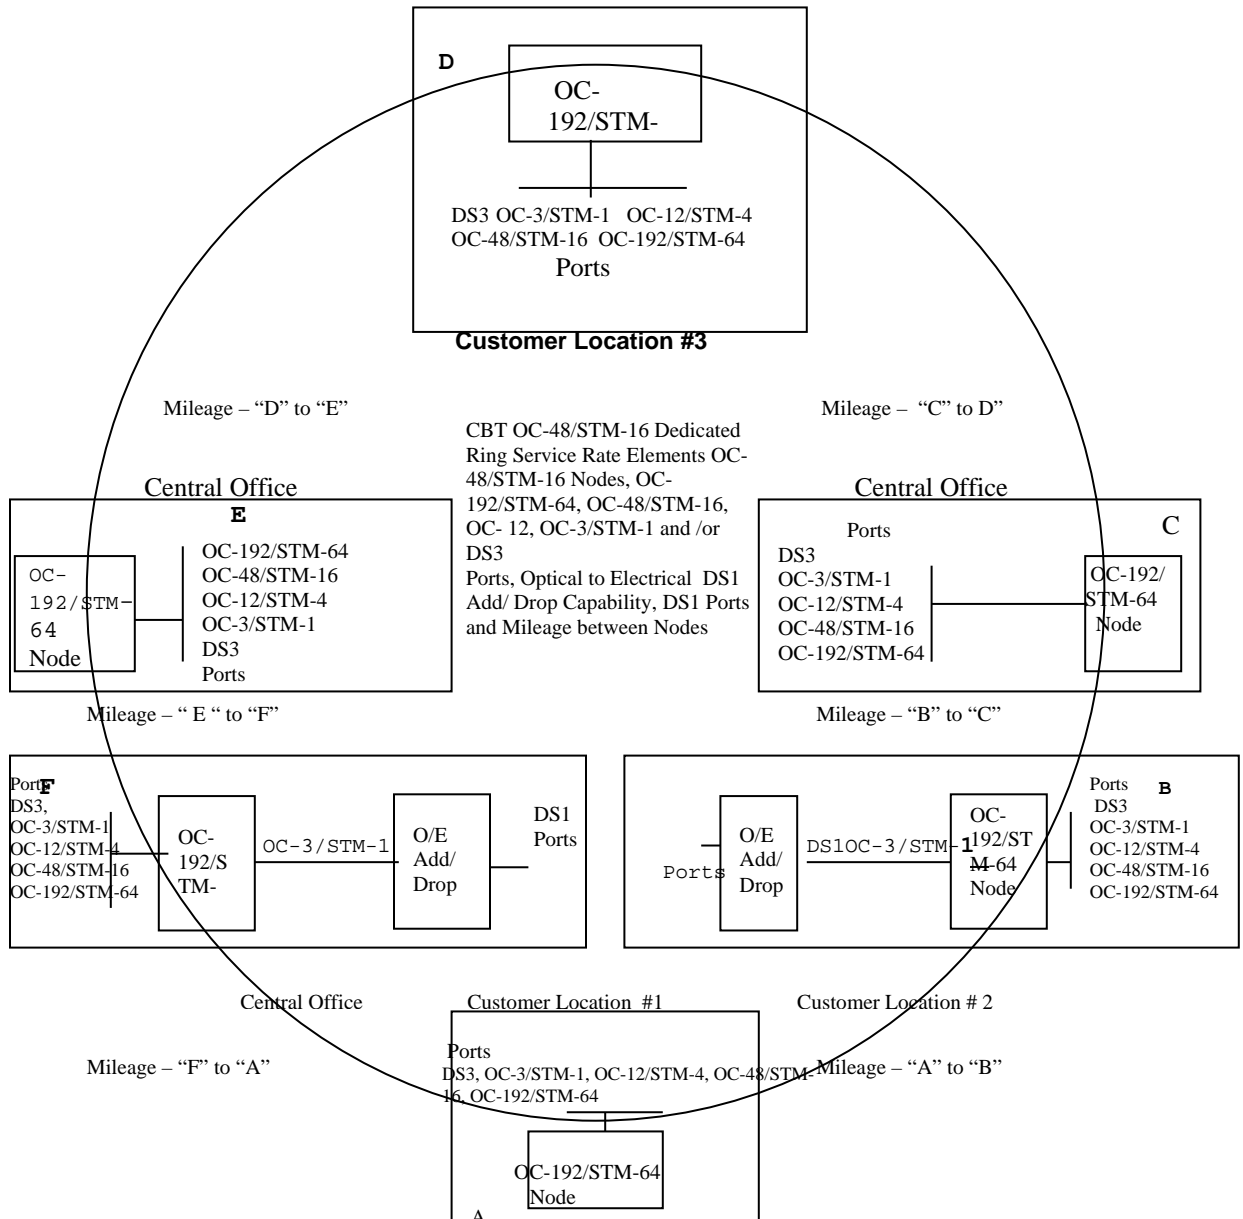 D
OC-
192/STM-
DS3 OC-3/STM-1 OC-12/STM-4
OC-48/STM-16 OC-192/STM-64
Ports
Customer Location #3
Mileage – “D” to “E”
Mileage – “C” to D”
CBT OC-48/STM-16 Dedicated
Ring Service Rate Elements OC-
48/STM-16 Nodes, OC-
192/STM-64, OC-48/STM-16,
OC- 12, OC-3/STM-1 and /or
DS3
Ports, Optical to Electrical DS1
Add/ Drop Capability, DS1 Ports
and Mileage between Nodes
Central Office
E
OC-
192/STM-
64
Node
OC-192/STM-64
OC-48/STM-16
OC-12/STM-4
OC-3/STM-1
DS3
Ports
Central Office
C
Ports
DS3
OC-3/STM-1
OC-12/STM-4
OC-48/STM-16
OC-192/STM-64
OC-192/
STM-64
Node
Mileage – “ E “ to “F”
Mileage – “B” to “C”
F
Ports
DS3,
OC-3/STM-1
OC-12/STM-4
OC-48/STM-16
OC-192/STM-64
OC-
192/S
TM-
OC-3/STM-1
O/E
Add/
Drop
DS1
Ports
Ports
O/E
Add/
Drop
DS1OC-3/STM-1
OC-
192/ST
M-64
Node
Ports
B
DS3
OC-3/STM-1
OC-12/STM-4
OC-48/STM-16
OC-192/STM-64
Central Office
Customer Location #1
Customer Location # 2
Mileage – “F” to “A”
Mileage – “A” to “B”
Ports
DS3, OC-3/STM-1, OC-12/STM-4, OC-48/STM-
16, OC-192/STM-64
OC-192/STM-64
Node
A